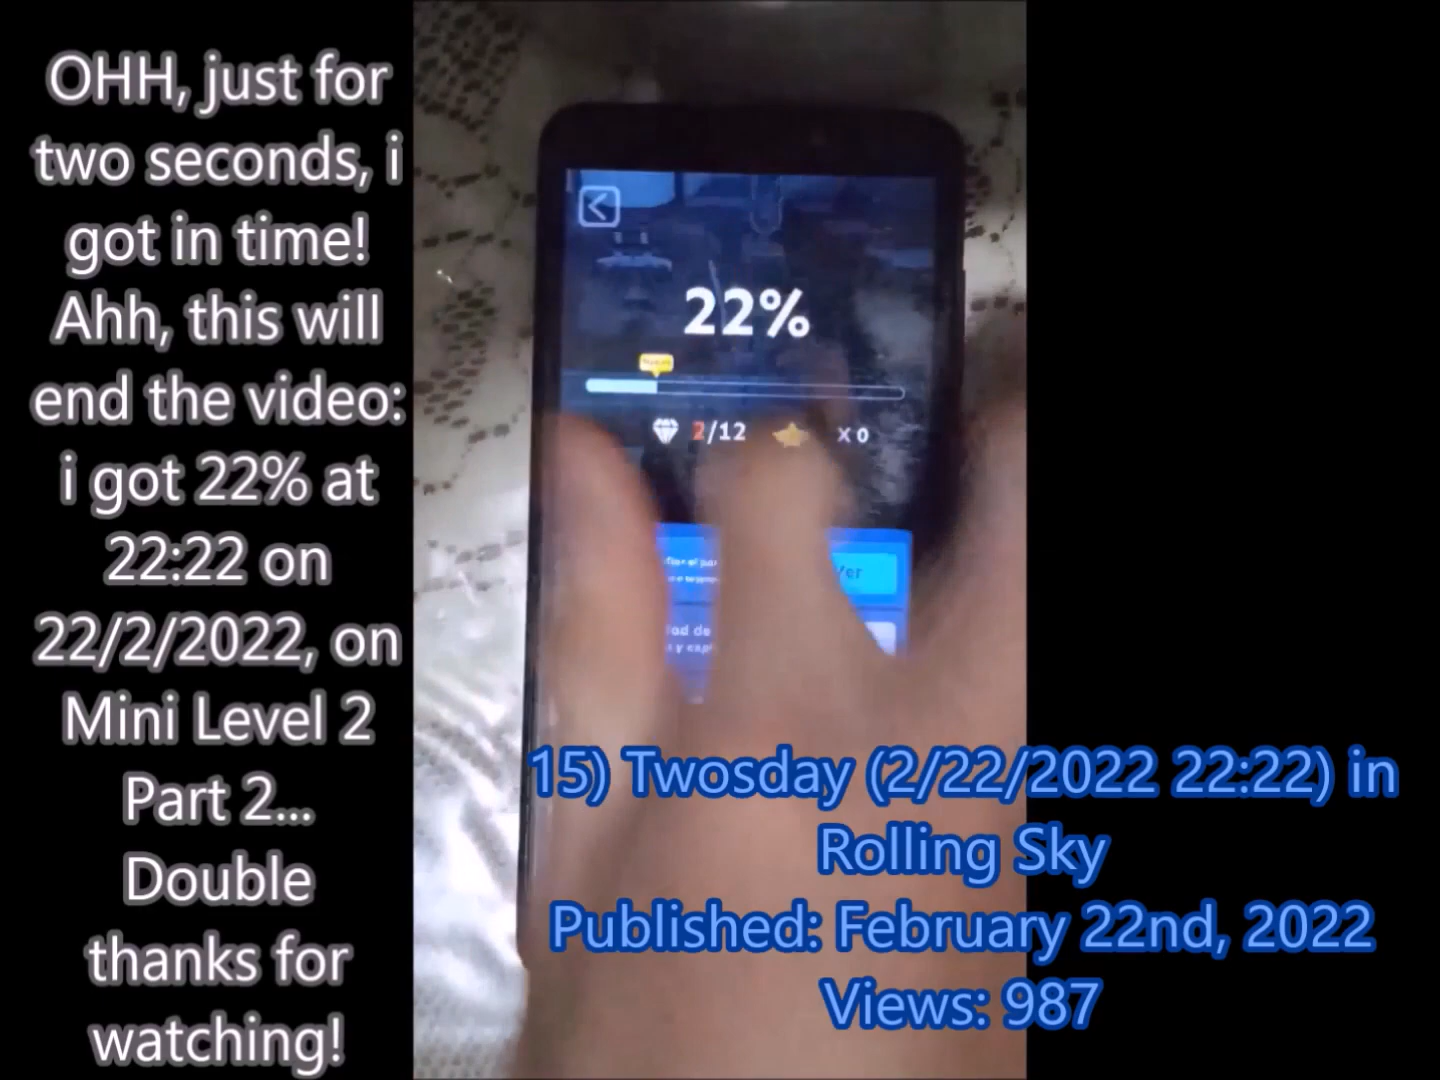 OHH, just for
two seconds, i
got in time!
Ahh, this will
end the video:
i got 22% at
22:22 on
22/2/2022, on
Mini Level 2
Part 2...
Double
thanks for
watching!
22%
2/12
X 0
ver
15) Twosday (2/22/2022 22:22) in
Rolling Sky
Published: February 22nd, 2022
Views: 987